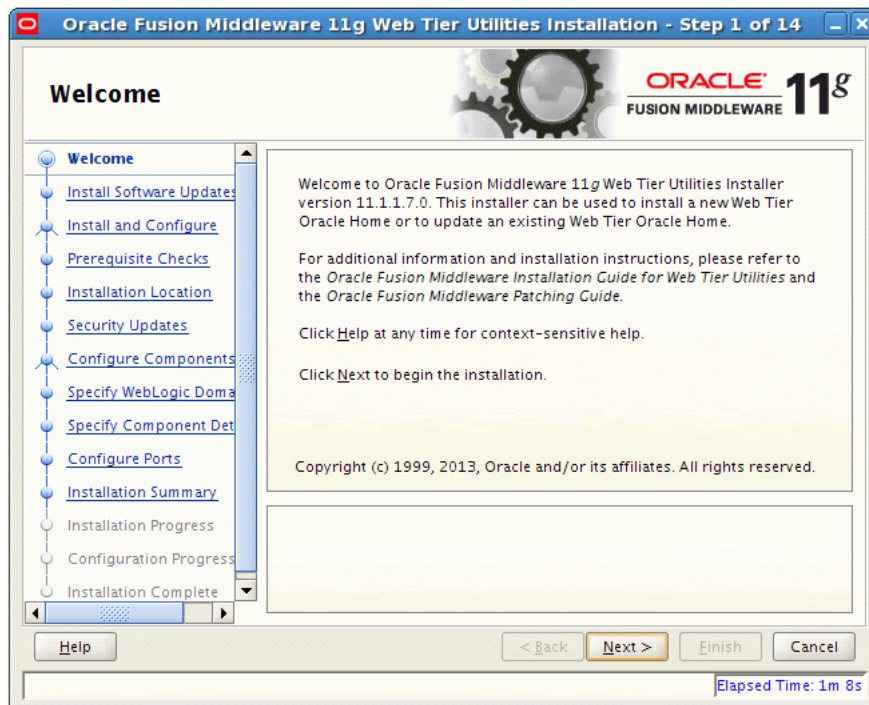 Oracle Fusion Middleware 11g Web Tier Utilities Installation - Step 1 of 14
Welcome
ORACLE
FUSION MIDDLEWARE 11g
Welcome
Install Software Updates
Install and Configure
Prerequisite Checks
Installation Location
Security Updates
Configure Components
Specify WebLogic Doma
Specify Component Det
Configure Ports
Installation Summary
Installation Progress
Configuration Progress
Installation Complete
Welcome to Oracle Fusion Middleware 11g Web Tier Utilities Installer
version 11.1.1.7.0. This installer can be used to install a new Web Tier
Oracle Home or to update an existing Web Tier Oracle Home.
For additional information and installation instructions, please refer to
the Oracle Fusion Middleware Installation Guide for Web Tier Utilities and
the Oracle Fusion Middleware Patching Guide.
Click Help at any time for context-sensitive help.
Click Next to begin the installation.
Copyright (c) 1999, 2013, Oracle and/or its affiliates. All rights reserved.
Help
< Back
Next >
Finish
Cancel
Elapsed Time: 1m 8s